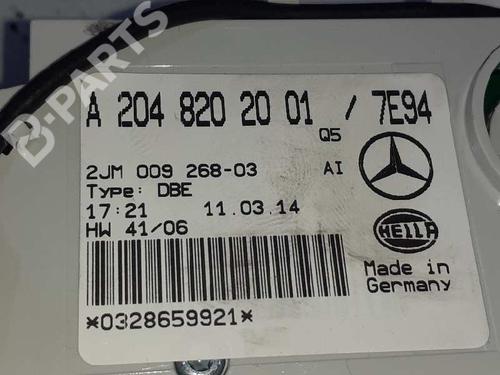 B-PARTS
A 204 820 20 01 / 7E94
Q5
2JM 009 268-03 AI
Type: DBE
17:21 11.03.14
HW 41/06
HELLA
Made in
Germany
*0328659921*